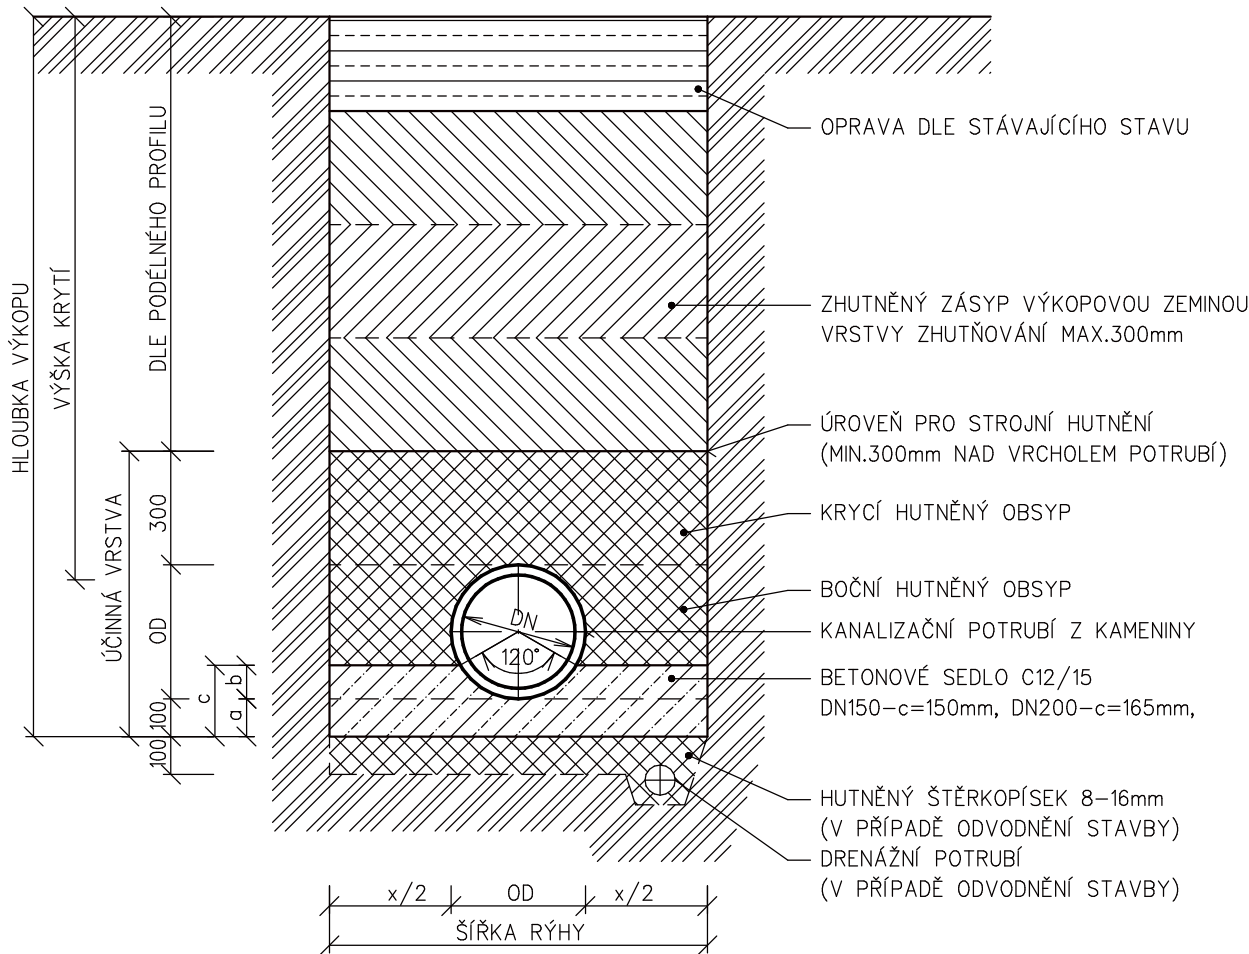 OPRAVA DLE STÁVAJÍCÍHO STAVU
ZHUTNĚNÝ ZÁSYP VÝKOPOVOU ZEMINOU
VRSTVY ZHUTŇOVÁNÍ MAX.300mm
ÚROVEŇ PRO STROJNÍ HUTNĚNÍ
(MIN.300mm NAD VRCHOLEM POTRUBÍ)
KRYCÍ HUTNĚNÝ OBSYP
BOČNÍ HUTNĚNÝ OBSYP
KANALIZAČNÍ POTRUBÍ Z KAMENINY
BETONOVÉ SEDLO C12/15
DN150-c=150mm, DN200-c=165mm,
HUTNĚNÝ ŠTĚRKOPÍSEK 8-16mm
(V PŘÍPADĚ ODVODNĚNÍ STAVBY)
DRENÁŽNÍ POTRUBÍ
(V PŘÍPADĚ ODVODNĚNÍ STAVBY)
HLOUBKA VÝKOPU
VÝŠKA KRYTÍ
ÚČINNÁ VRSTVA
DLE PODÉLNÉHO PROFILU
300
OD
100
100
c
b
a
DN
120°
x/2
OD
x/2
ŠÍŘKA RÝHY